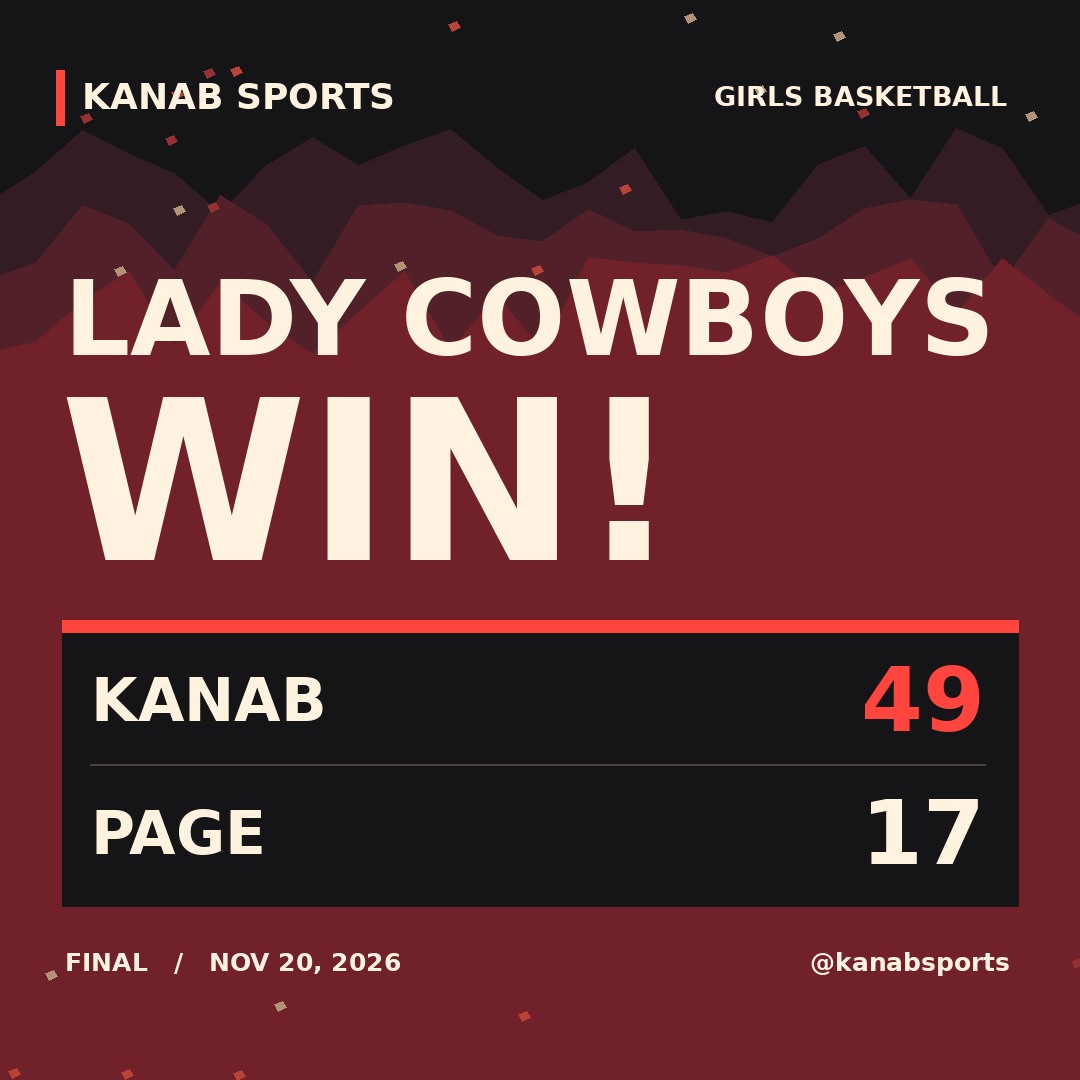 KANAB SPORTS
GIRLS BASKETBALL
LADY COWBOYS
WIN!
KANAB 49
PAGE 17
FINAL / NOV 20, 2026
@kanabsports